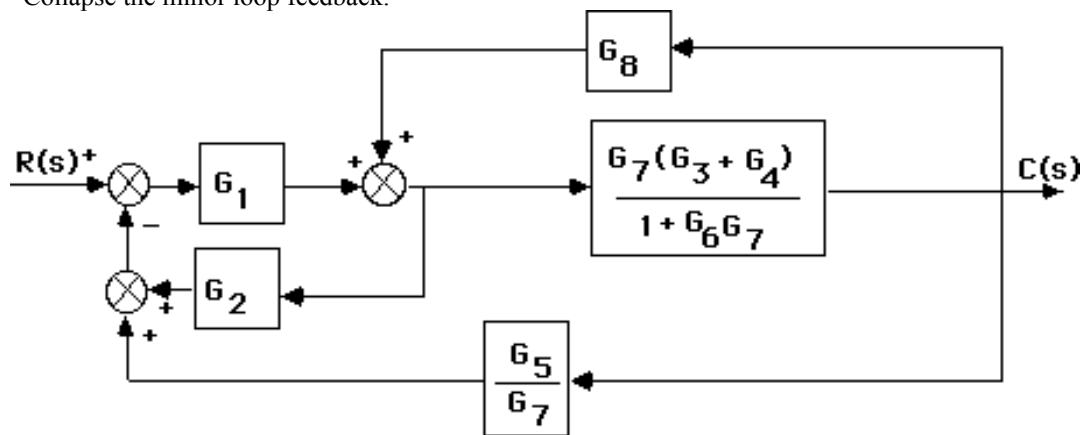 Collapse the minor loop feedback.
G8
+
R(s)+
+
G1
G7(G3 + G4)
1 + G6G7
C(s)
−
G2
+
+
G5
G7